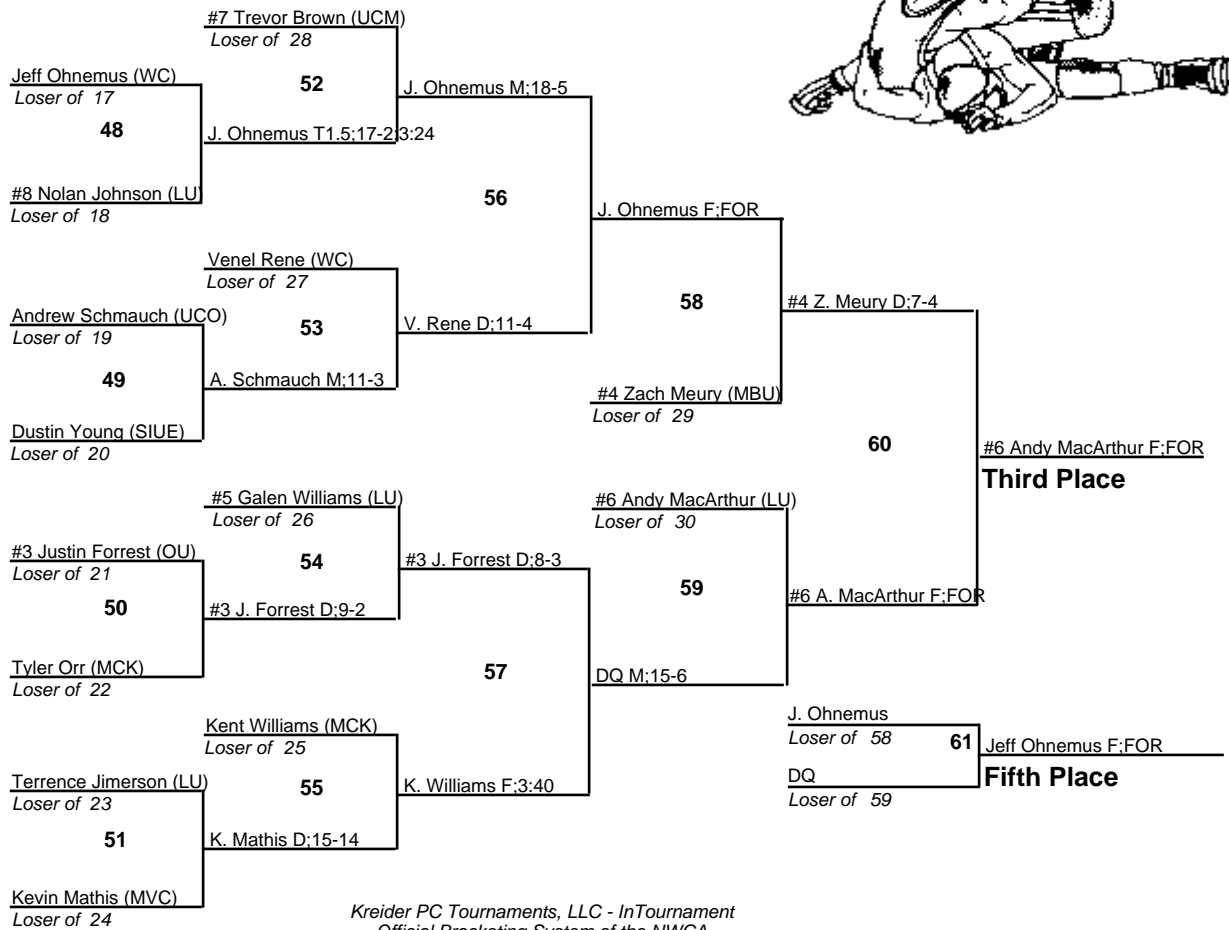 #7 Trevor Brown (UCM)
Loser of 28
Jeff Ohnemus (WC)
Loser of 17
52
J. Ohnemus M;18-5
48
J. Ohnemus T1.5;17-2;3:24
#8 Nolan Johnson (LU)
Loser of 18
56
J. Ohnemus F;FOR
Venel Rene (WC)
Loser of 27
Andrew Schmauch (UCO)
Loser of 19
53
V. Rene D;11-4
58
#4 Z. Meury D;7-4
49
A. Schmauch M;11-3
#4 Zach Meury (MBU)
Loser of 29
Dustin Young (SIUE)
Loser of 20
60
#6 Andy MacArthur F;FOR
Third Place
#5 Galen Williams (LU)
Loser of 26
#6 Andy MacArthur (LU)
Loser of 30
#3 Justin Forrest (OU)
Loser of 21
54
#3 J. Forrest D;8-3
59
#6 A. MacArthur F;FOR
50
#3 J. Forrest D;9-2
Tyler Orr (MCK)
Loser of 22
57
DQ M;15-6
Kent Williams (MCK)
Loser of 25
J. Ohnemus
Loser of 58
61
Jeff Ohnemus F;FOR
Fifth Place
DQ
Loser of 59
Terrence Jimerson (LU)
Loser of 23
55
K. Williams F;3:40
51
K. Mathis D;15-14
Kevin Mathis (MVC)
Loser of 24
Kreider PC Tournaments, LLC - InTournament
Official Bracketing System of the NWCA